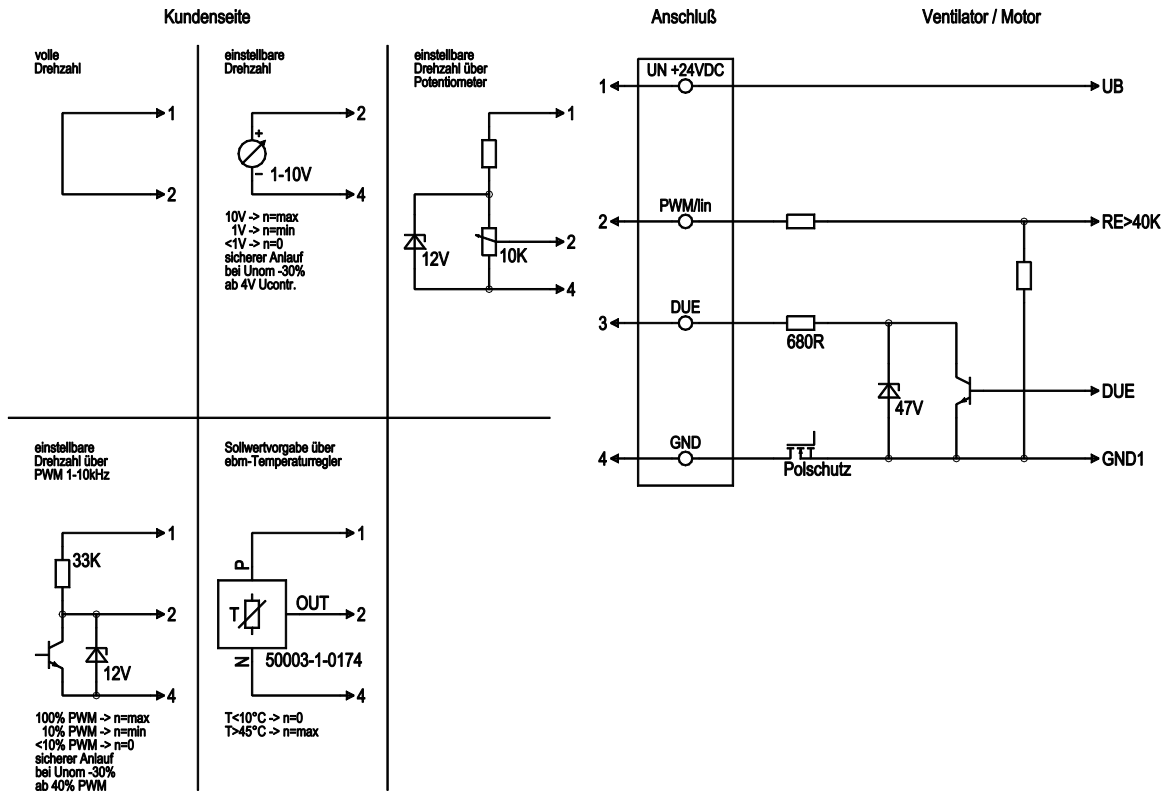 Kundenseite
Anschluß
Ventilator / Motor
volle
Drehzahl
1
2
einstellbare
Drehzahl
2
+
−
1-10V
4
10V -> n=max
1V -> n=min
<1V -> n=0
sicherer Anlauf
bei Unom -30%
ab 4V Ucontr.
einstellbare
Drehzahl über
Potentiometer
1
12V
10K
2
4
einstellbare
Drehzahl über
PWM 1-10kHz
1
33K
2
12V
4
100% PWM -> n=max
10% PWM -> n=min
<10% PWM -> n=0
sicherer Anlauf
bei Unom -30%
ab 40% PWM
Sollwertvorgabe über
ebm-Temperaturregler
1
P
T
OUT
2
N
50003-1-0174
4
T<10°C -> n=0
T>45°C -> n=max
UN +24VDC
1
UB
PWM/lin
2
RE>40K
DUE
3
680R
47V
DUE
GND
4
Polschutz
GND1